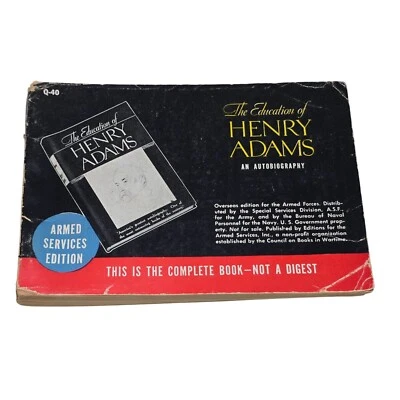 Q-40
The Education of
HENRY
ADAMS
The Education of
HENRY
ADAMS
AN AUTOBIOGRAPHY
Overseas edition for the Armed Forces. Distrib-
uted by the Special Services Division, A.S.F.,
for the Army, and by the Bureau of Naval
Personnel for the Navy. U. S. Government prop-
erty. Not for sale. Published by Editions for the
Armed Services, Inc., a non-profit organization
established by the Council on Books in Wartime.
ARMED
SERVICES
EDITION
THIS IS THE COMPLETE BOOK—NOT A DIGEST